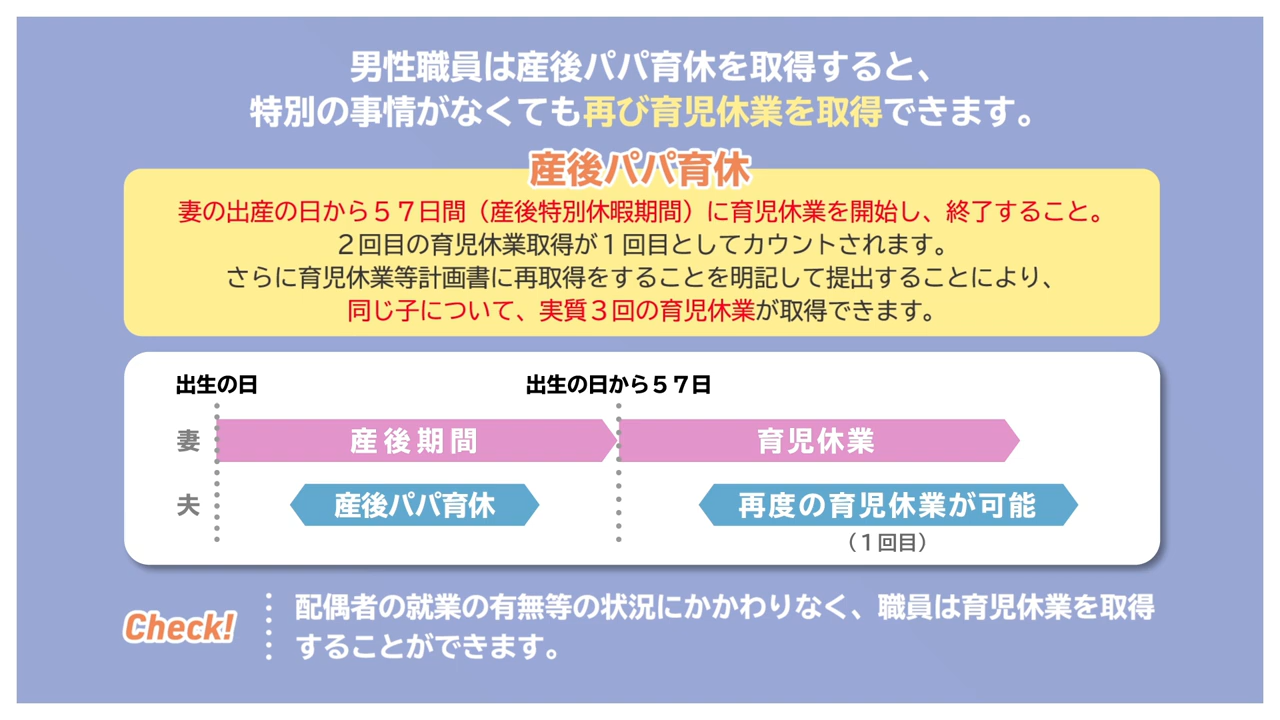 男性職員は産後パパ育休を取得すると、
特別の事情がなくても再び育児休業を取得できます。
産後パパ育休
妻の出産の日から５７日間（産後特別休暇期間）に育児休業を開始し、終了すること。
２回目の育児休業取得が１回目としてカウントされます。
さらに育児休業等計画書に再取得をすることを明記して提出することにより、
同じ子について、実質３回の育児休業が取得できます。
出生の日
出生の日から５７日
妻
産後期間
育児休業
夫
産後パパ育休
再度の育児休業が可能
（１回目）
Check!
配偶者の就業の有無等の状況にかかわりなく、職員は育児休業を取得
することができます。